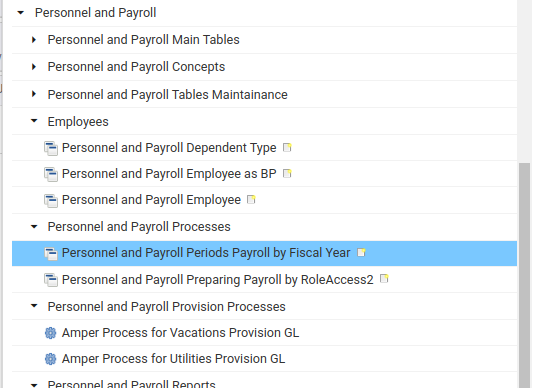 Personnel and Payroll
Personnel and Payroll Main Tables
Personnel and Payroll Concepts
Personnel and Payroll Tables Maintainance
Employees
Personnel and Payroll Dependent Type
Personnel and Payroll Employee as BP
Personnel and Payroll Employee
Personnel and Payroll Processes
Personnel and Payroll Periods Payroll by Fiscal Year
Personnel and Payroll Preparing Payroll by RoleAccess2
Personnel and Payroll Provision Processes
Amper Process for Vacations Provision GL
Amper Process for Utilities Provision GL
Personnel and Payroll Reports